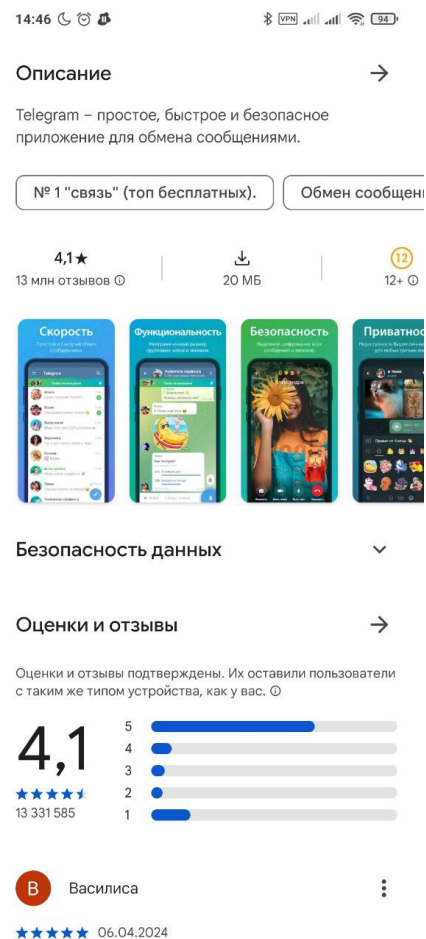 14:46
VPN
94
Описание
Telegram – простое, быстрое и безопасное
приложение для обмена сообщениями.
№ 1 "связь" (топ бесплатных).
Обмен сообщени
4,1★
13 млн отзывов
20 МБ
12
12+
Скорость
Функциональность
Безопасность
Приватнос
Telegram
Безопасность данных
Оценки и отзывы
Оценки и отзывы подтверждены. Их оставили пользователи
с таким же типом устройства, как у вас.
4,1
13 331 585
5
4
3
2
1
В
Василиса
06.04.2024